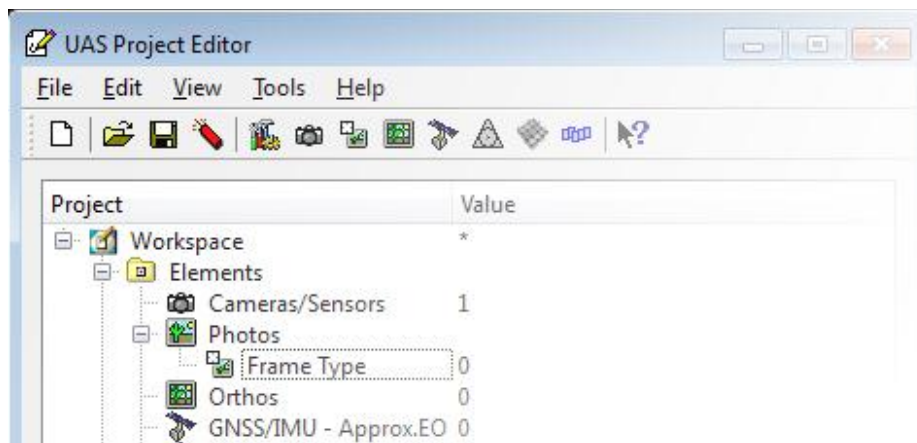 UAS Project Editor
File Edit View Tools Help
Project Value
Workspace *
Elements
Cameras/Sensors 1
Photos
Frame Type 0
Orthos 0
GNSS/IMU - Approx.EO 0